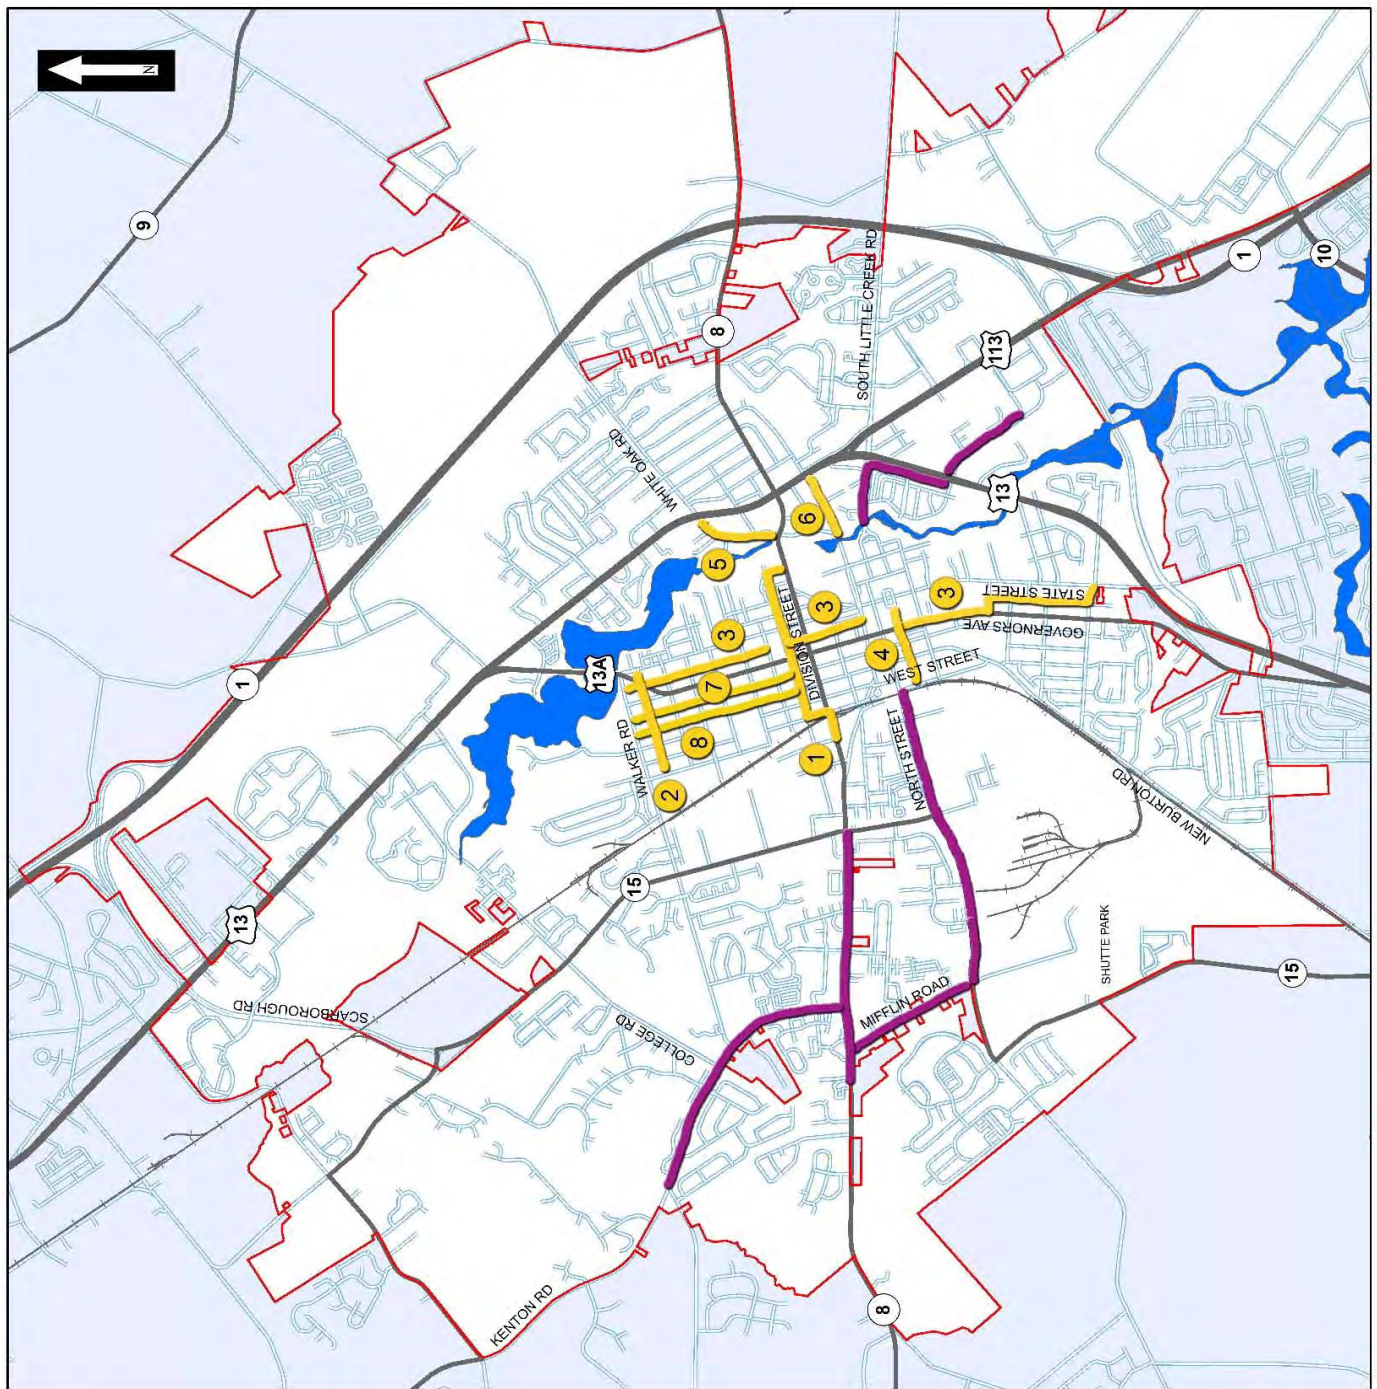 N
9
1
13
SCARBOROUGH RD
15
13A
WALKER RD
WHITE OAK RD
8
COLLEGE RD
KENTON RD
2
8
7
3
5
6
1
DIVISION STREET
3
SOUTH LITTLE CREEK RD
113
1
10
13
4
3
WEST STREET
NORTH STREET
GOVERNORS AVE
STATE STREET
MIFFLIN ROAD
NEW BURTON RD
SHUTTE PARK
15
8